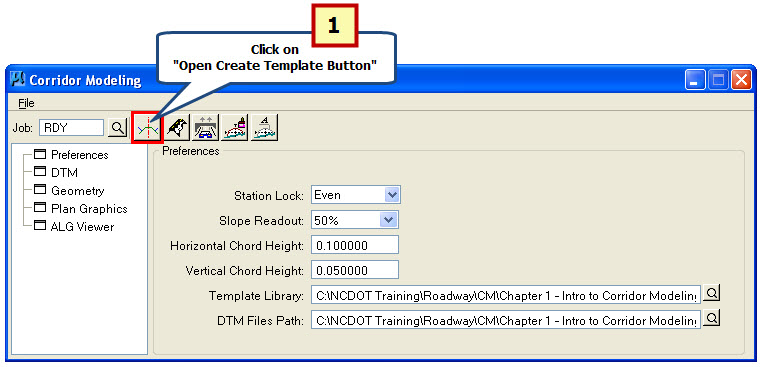 1
Click on
"Open Create Template Button"
Corridor Modeling
File
Job: RDY
Preferences
DTM
Geometry
Plan Graphics
ALG Viewer
Preferences
Station Lock: Even
Slope Readout: 50%
Horizontal Chord Height: 0.100000
Vertical Chord Height: 0.050000
Template Library: C:\NCDOT Training\Roadway\CM\Chapter 1 - Intro to Corridor Modeling
DTM Files Path: C:\NCDOT Training\Roadway\CM\Chapter 1 - Intro to Corridor Modeling